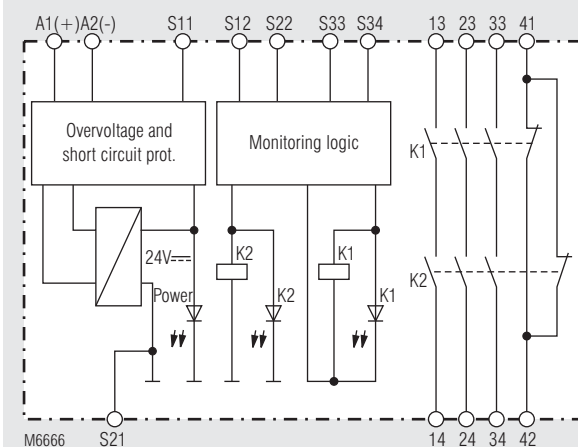 A1(+) A2(-) S11 S12 S22 S33 S34 13 23 33 41
Overvoltage and
short circuit prot.
Monitoring logic
K1
K2
K1
24V
K2
Power
K2
K1
M6666 S21 14 24 34 42